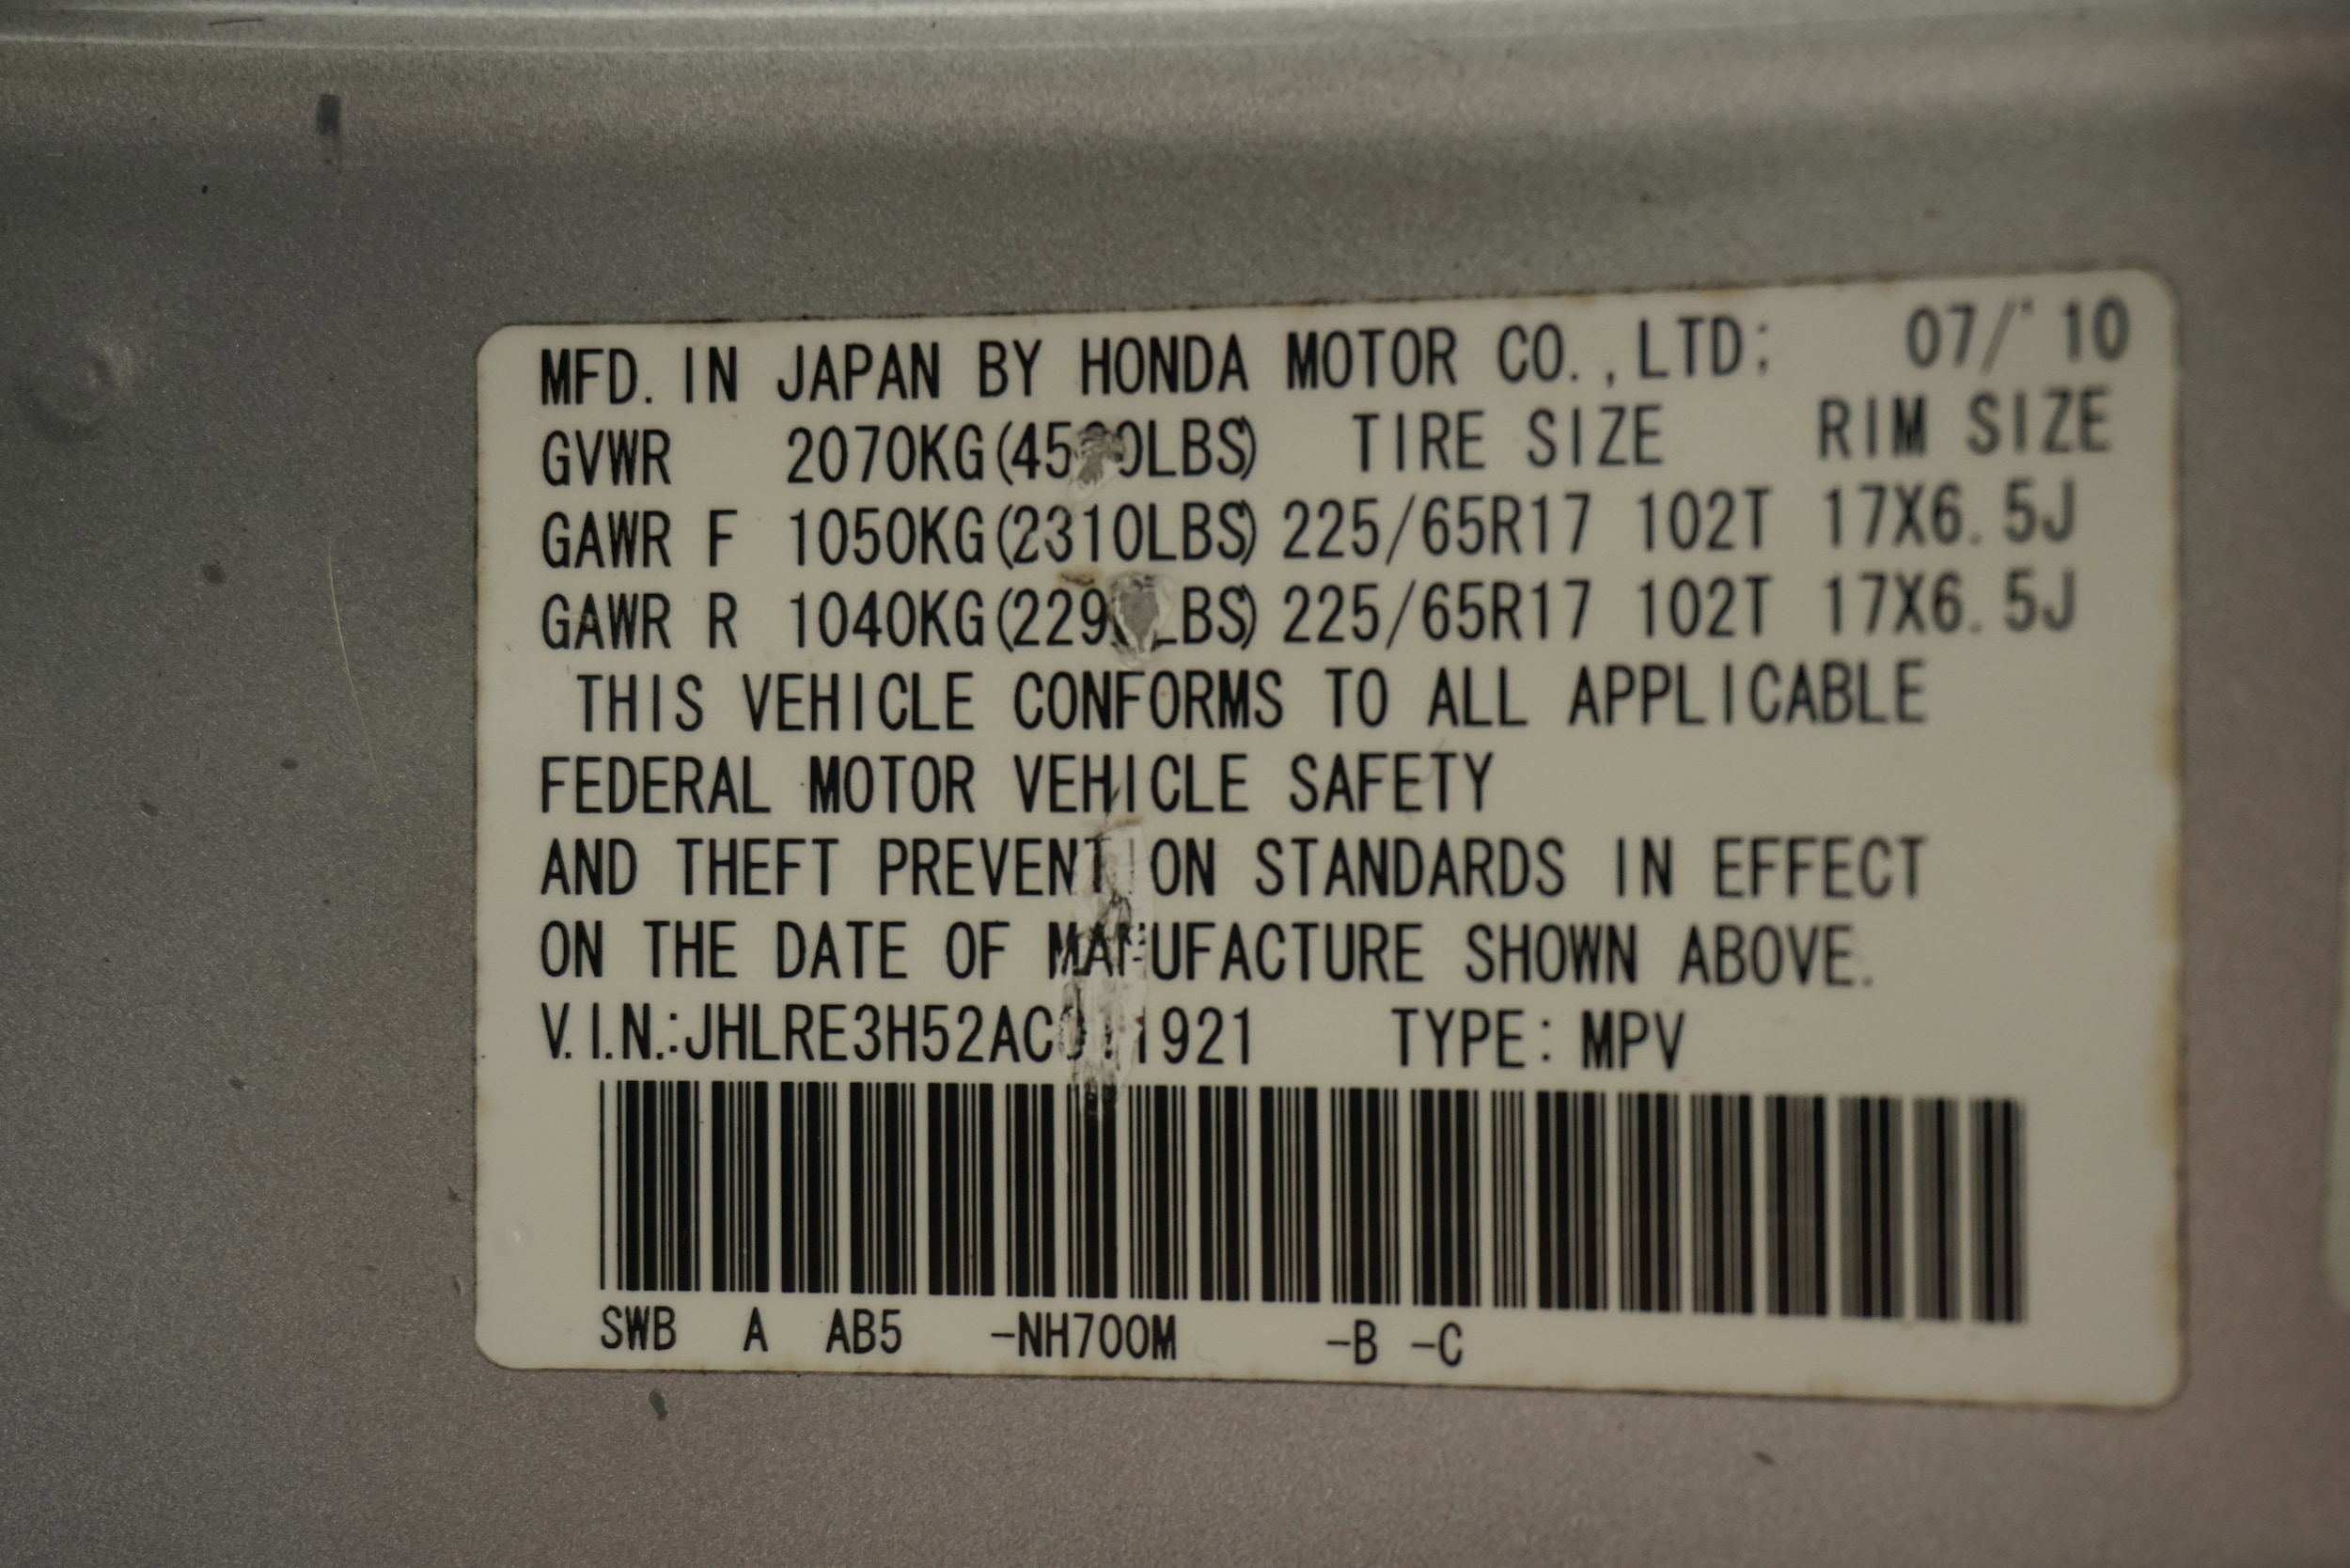 MFD. IN JAPAN BY HONDA MOTOR CO.,LTD: 07/'10
GVWR 2070KG TIRE SIZE RIM SIZE
GAWR F 1050KG(2310LBS) 225/65R17 102T 17X6.5J
GAWR R 1040KG 225/65R17 102T 17X6.5J
THIS VEHICLE CONFORMS TO ALL APPLICABLE
FEDERAL MOTOR VEHICLE SAFETY
AND THEFT PREVENTION STANDARDS IN EFFECT
ON THE DATE OF MANUFACTURE SHOWN ABOVE.
V.I.N.: TYPE: MPV
SWB A AB5 -NH700M -B -C